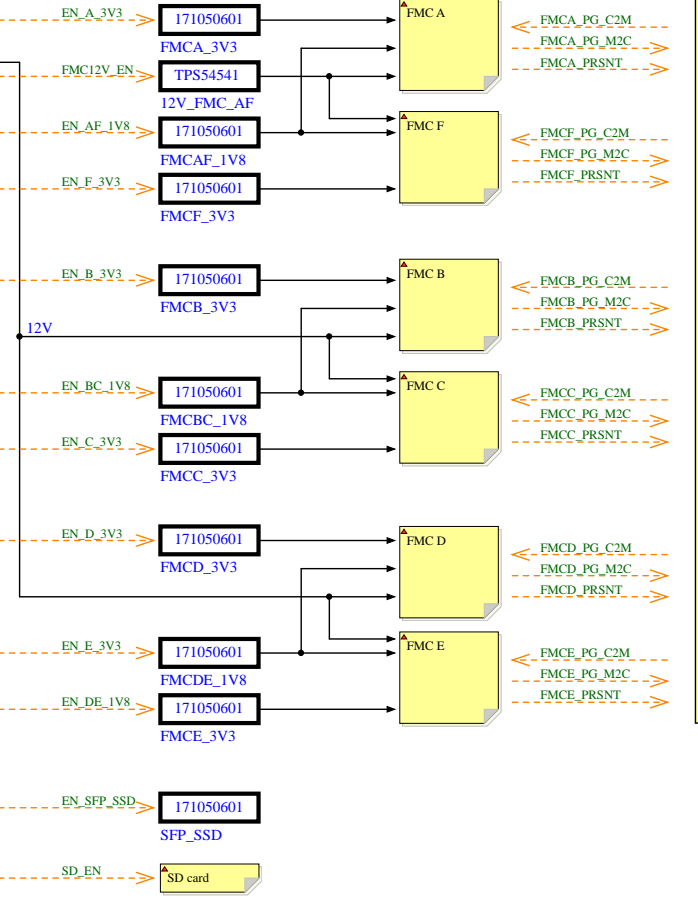 EN_A_3V3
171050601
FMCA_3V3
FMC A
FMCA_PG_C2M
FMCA_PG_M2C
FMCA_PRSNT
FMC12V_EN
TPS54541
12V_FMC_AF
EN_AF_1V8
171050601
FMCAF_1V8
FMC F
FMCF_PG_C2M
FMCF_PG_M2C
FMCF_PRSNT
EN_F_3V3
171050601
FMCF_3V3
EN_B_3V3
171050601
FMCB_3V3
FMC B
FMCB_PG_C2M
FMCB_PG_M2C
FMCB_PRSNT
12V
EN_BC_1V8
171050601
FMCBC_1V8
FMC C
FMCC_PG_C2M
FMCC_PG_M2C
FMCC_PRSNT
EN_C_3V3
171050601
FMCC_3V3
EN_D_3V3
171050601
FMCD_3V3
FMC D
FMCD_PG_C2M
FMCD_PG_M2C
FMCD_PRSNT
EN_E_3V3
171050601
FMCDE_1V8
FMC E
FMCE_PG_C2M
FMCE_PG_M2C
FMCE_PRSNT
EN_DE_1V8
171050601
FMCE_3V3
EN_SFP_SSD
171050601
SFP_SSD
SD_EN
SD card